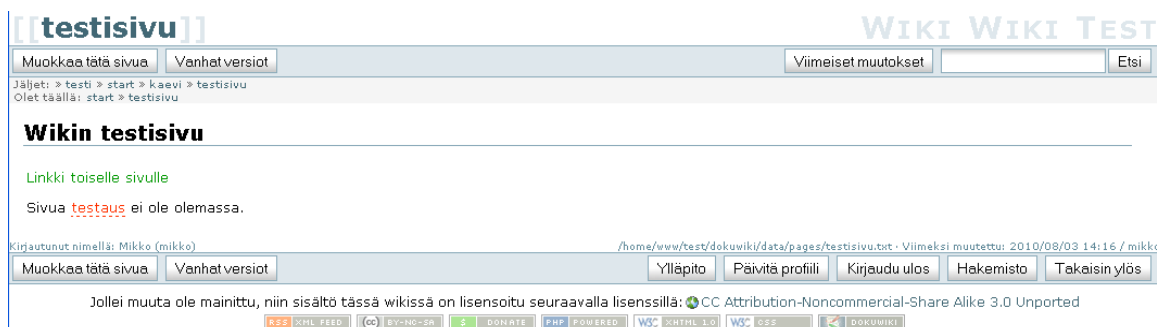 [[testisivu]] WIKI WIKI TEST
Muokkaa tätä sivua Vanhat versiot Viimeiset muutokset Etsi
Jäljet: » testi » start » kaevi » testisivu
Olet täällä: start » testisivu
Wikin testisivu
Linkki toiselle sivulle
Sivua testaus ei ole olemassa.
Kirjautunut nimellä: Mikko (mikko) /home/www/test/dokuwiki/data/pages/testisivu.txt · Viimeksi muutettu: 2010/08/03 14:16 / mikko
Muokkaa tätä sivua Vanhat versiot Ylläpito Päivitä profiili Kirjaudu ulos Hakemisto Takaisin ylös
Jollei muuta ole mainittu, niin sisältö tässä wikissä on lisensoitu seuraavalla lisenssillä: CC Attribution-Noncommercial-Share Alike 3.0 Unported
RSS XML FEED (cc) BY-NC-SA $ DONATE PHP POWERED W3C XHTML 1.0 W3C CSS DOKUWIKI